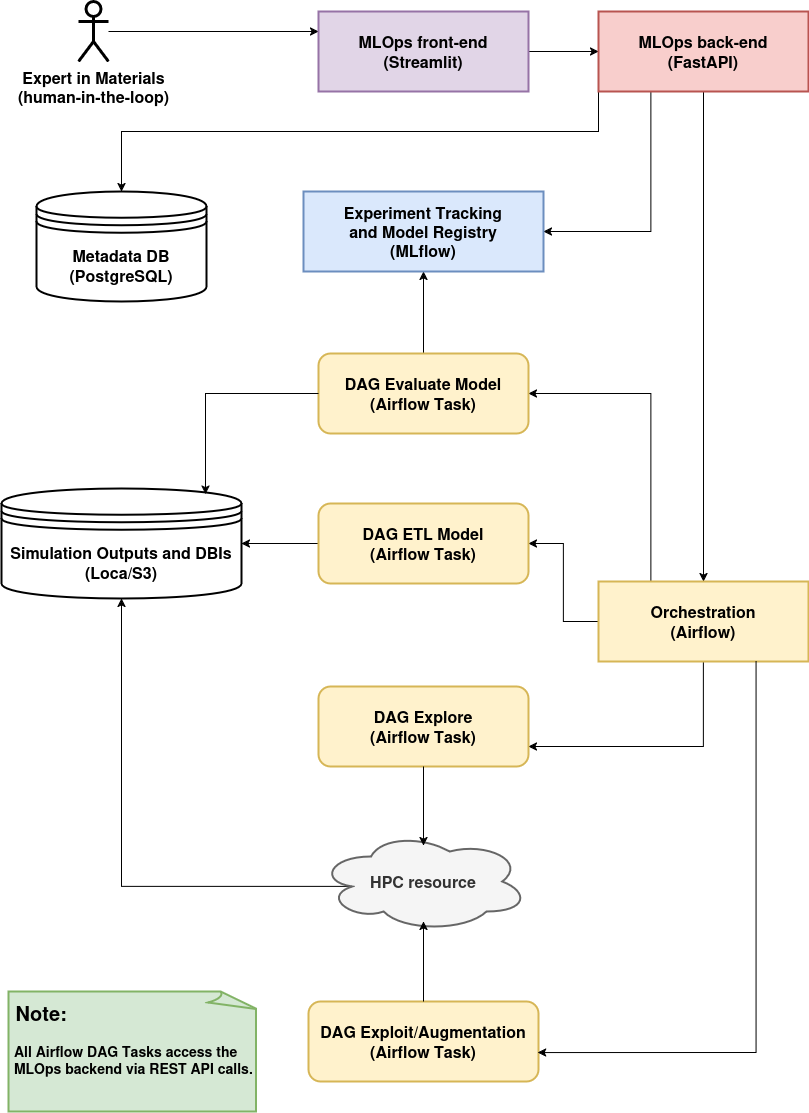 MLOps front-end
(Streamlit)
MLOps back-end
(FastAPI)
Expert in Materials
(human-in-the-loop)
Metadata DB
(PostgreSQL)
Experiment Tracking
and Model Registry
(MLflow)
DAG Evaluate Model
(Airflow Task)
DAG ETL Model
(Airflow Task)
Simulation Outputs and DBIs
(Loca/S3)
Orchestration
(Airflow)
DAG Explore
(Airflow Task)
HPC resource
DAG Exploit/Augmentation
(Airflow Task)
Note:
All Airflow DAG Tasks access the
MLOps backend via REST API calls.